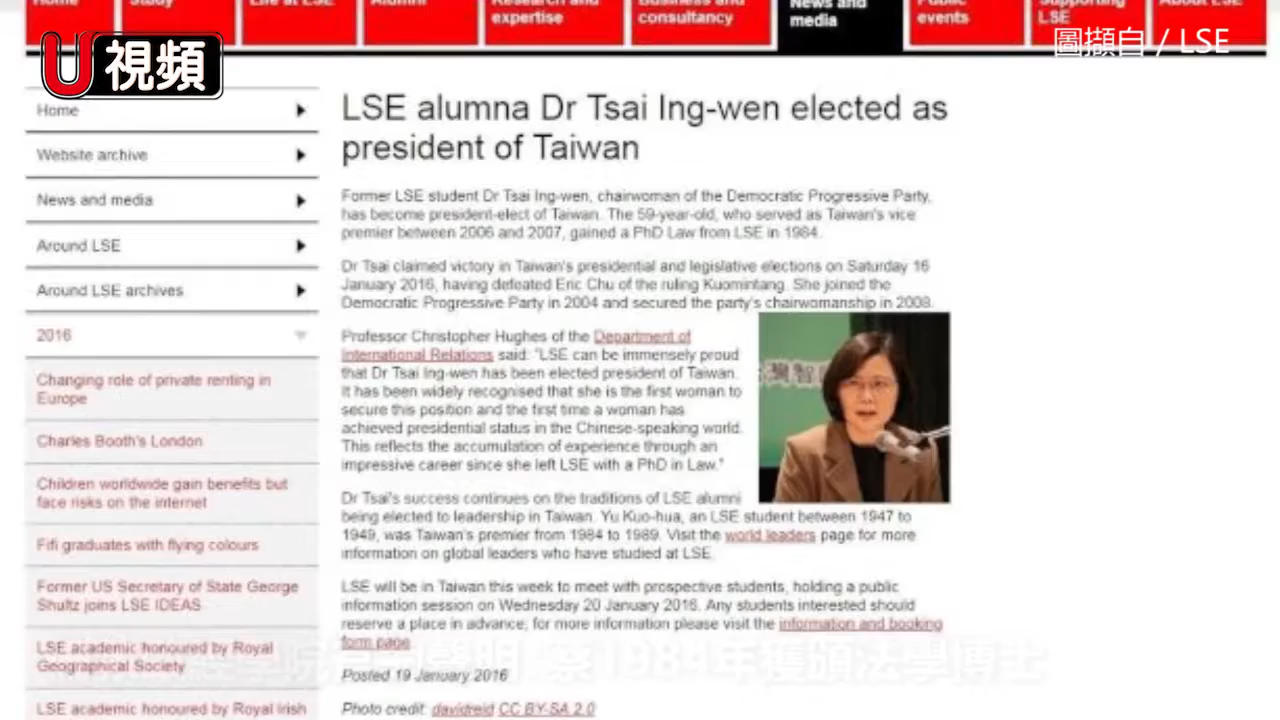 Home
Study
Life at LSE
Alumni
Research and
expertise
Business and
consultancy
News and
media
Public
events
Supporting
LSE
About LSE
U視頻
圖擷自 / LSE
Home
Website archive
News and media
Around LSE
Around LSE archives
2016
Changing role of private renting in
Europe
Charles Booth's London
Children worldwide gain benefits but
face risks on the internet
Fifi graduates with flying colours
Former US Secretary of State George
Shultz joins LSE IDEAS
LSE academic honoured by Royal
Geographical Society
LSE academic honoured by Royal Irish
LSE alumna Dr Tsai Ing-wen elected as
president of Taiwan
Former LSE student Dr Tsai Ing-wen, chairwoman of the Democratic Progressive Party,
has become president-elect of Taiwan. The 59-year-old, who served as Taiwan's vice
premier between 2006 and 2007, gained a PhD Law from LSE in 1984.
Dr Tsai claimed victory in Taiwan's presidential and legislative elections on Saturday 16
January 2016, having defeated Eric Chu of the ruling Kuomintang. She joined the
Democratic Progressive Party in 2004 and secured the party's chairwomanship in 2008.
Professor Christopher Hughes of the Department of
International Relations said: "LSE can be immensely proud
that Dr Tsai Ing-wen has been elected president of Taiwan.
It has been widely recognised that she is the first woman to
secure this position and the first time a woman has
achieved presidential status in the Chinese-speaking world.
This reflects the accumulation of experience through an
impressive career since she left LSE with a PhD in Law."
灣智
Dr Tsai's success continues on the traditions of LSE alumni
being elected to leadership in Taiwan. Yu Kuo-hua, an LSE student between 1947 to
1949, was Taiwan's premier from 1984 to 1989. Visit the world leaders page for more
information on global leaders who have studied at LSE.
LSE will be in Taiwan this week to meet with prospective students, holding a public
information session on Wednesday 20 January 2016. Any students interested should
reserve a place in advance; for more information please visit the information and booking
form page.
聲明 蔡1984年獲頒法學博士
Posted 19 January 2016
Photo credit: davidreid CC BY-SA 2.0